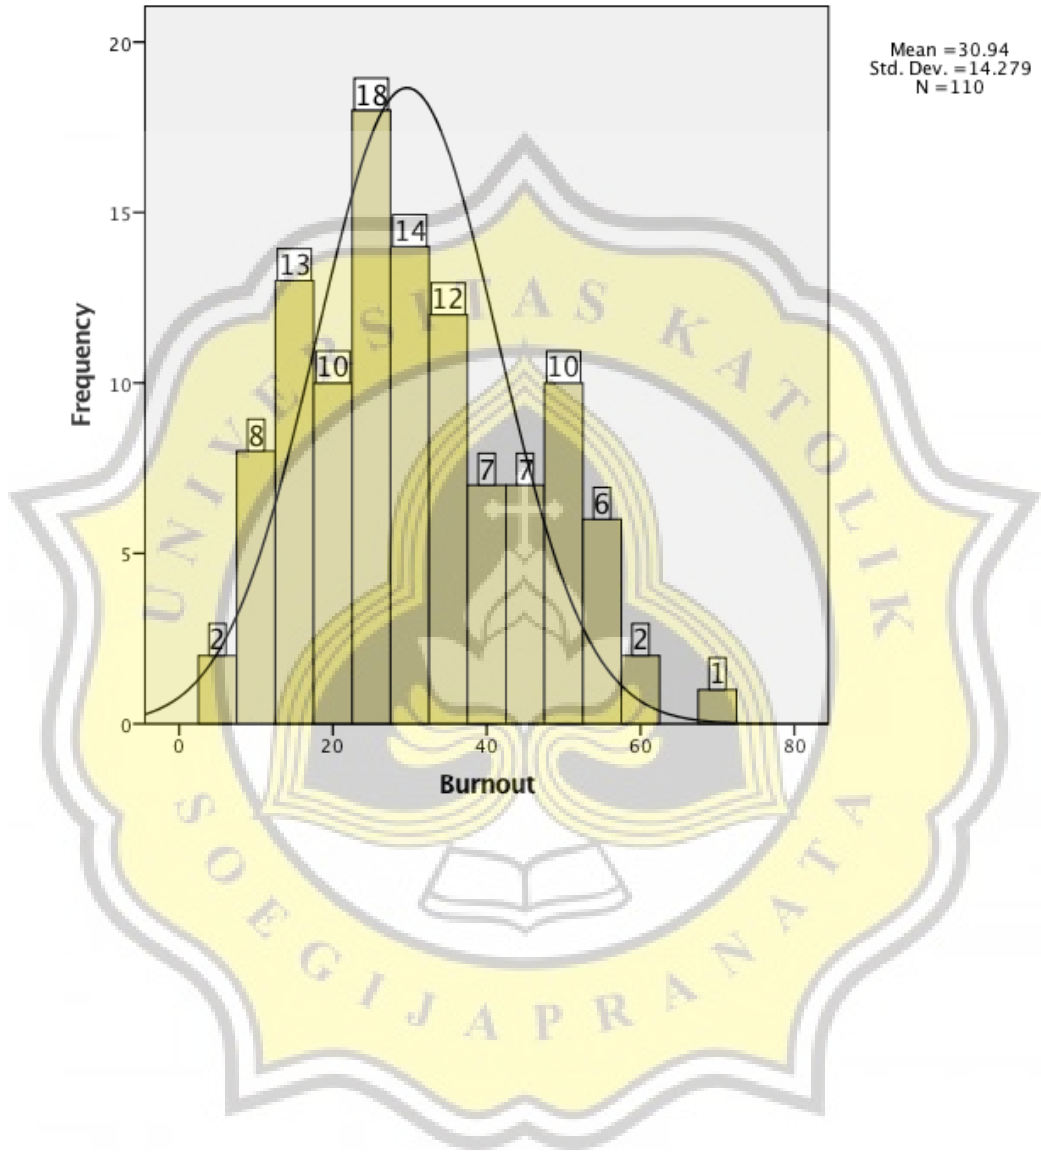 20
15
10
5
0
Frequency
2
8
13
10
18
14
12
7
7
10
6
2
1
0 20 40 60 80
Burnout
Mean =30.94
Std. Dev. =14.279
N =110
UNIVERSITAS KATOLIK
SOEGIJAPRANATA